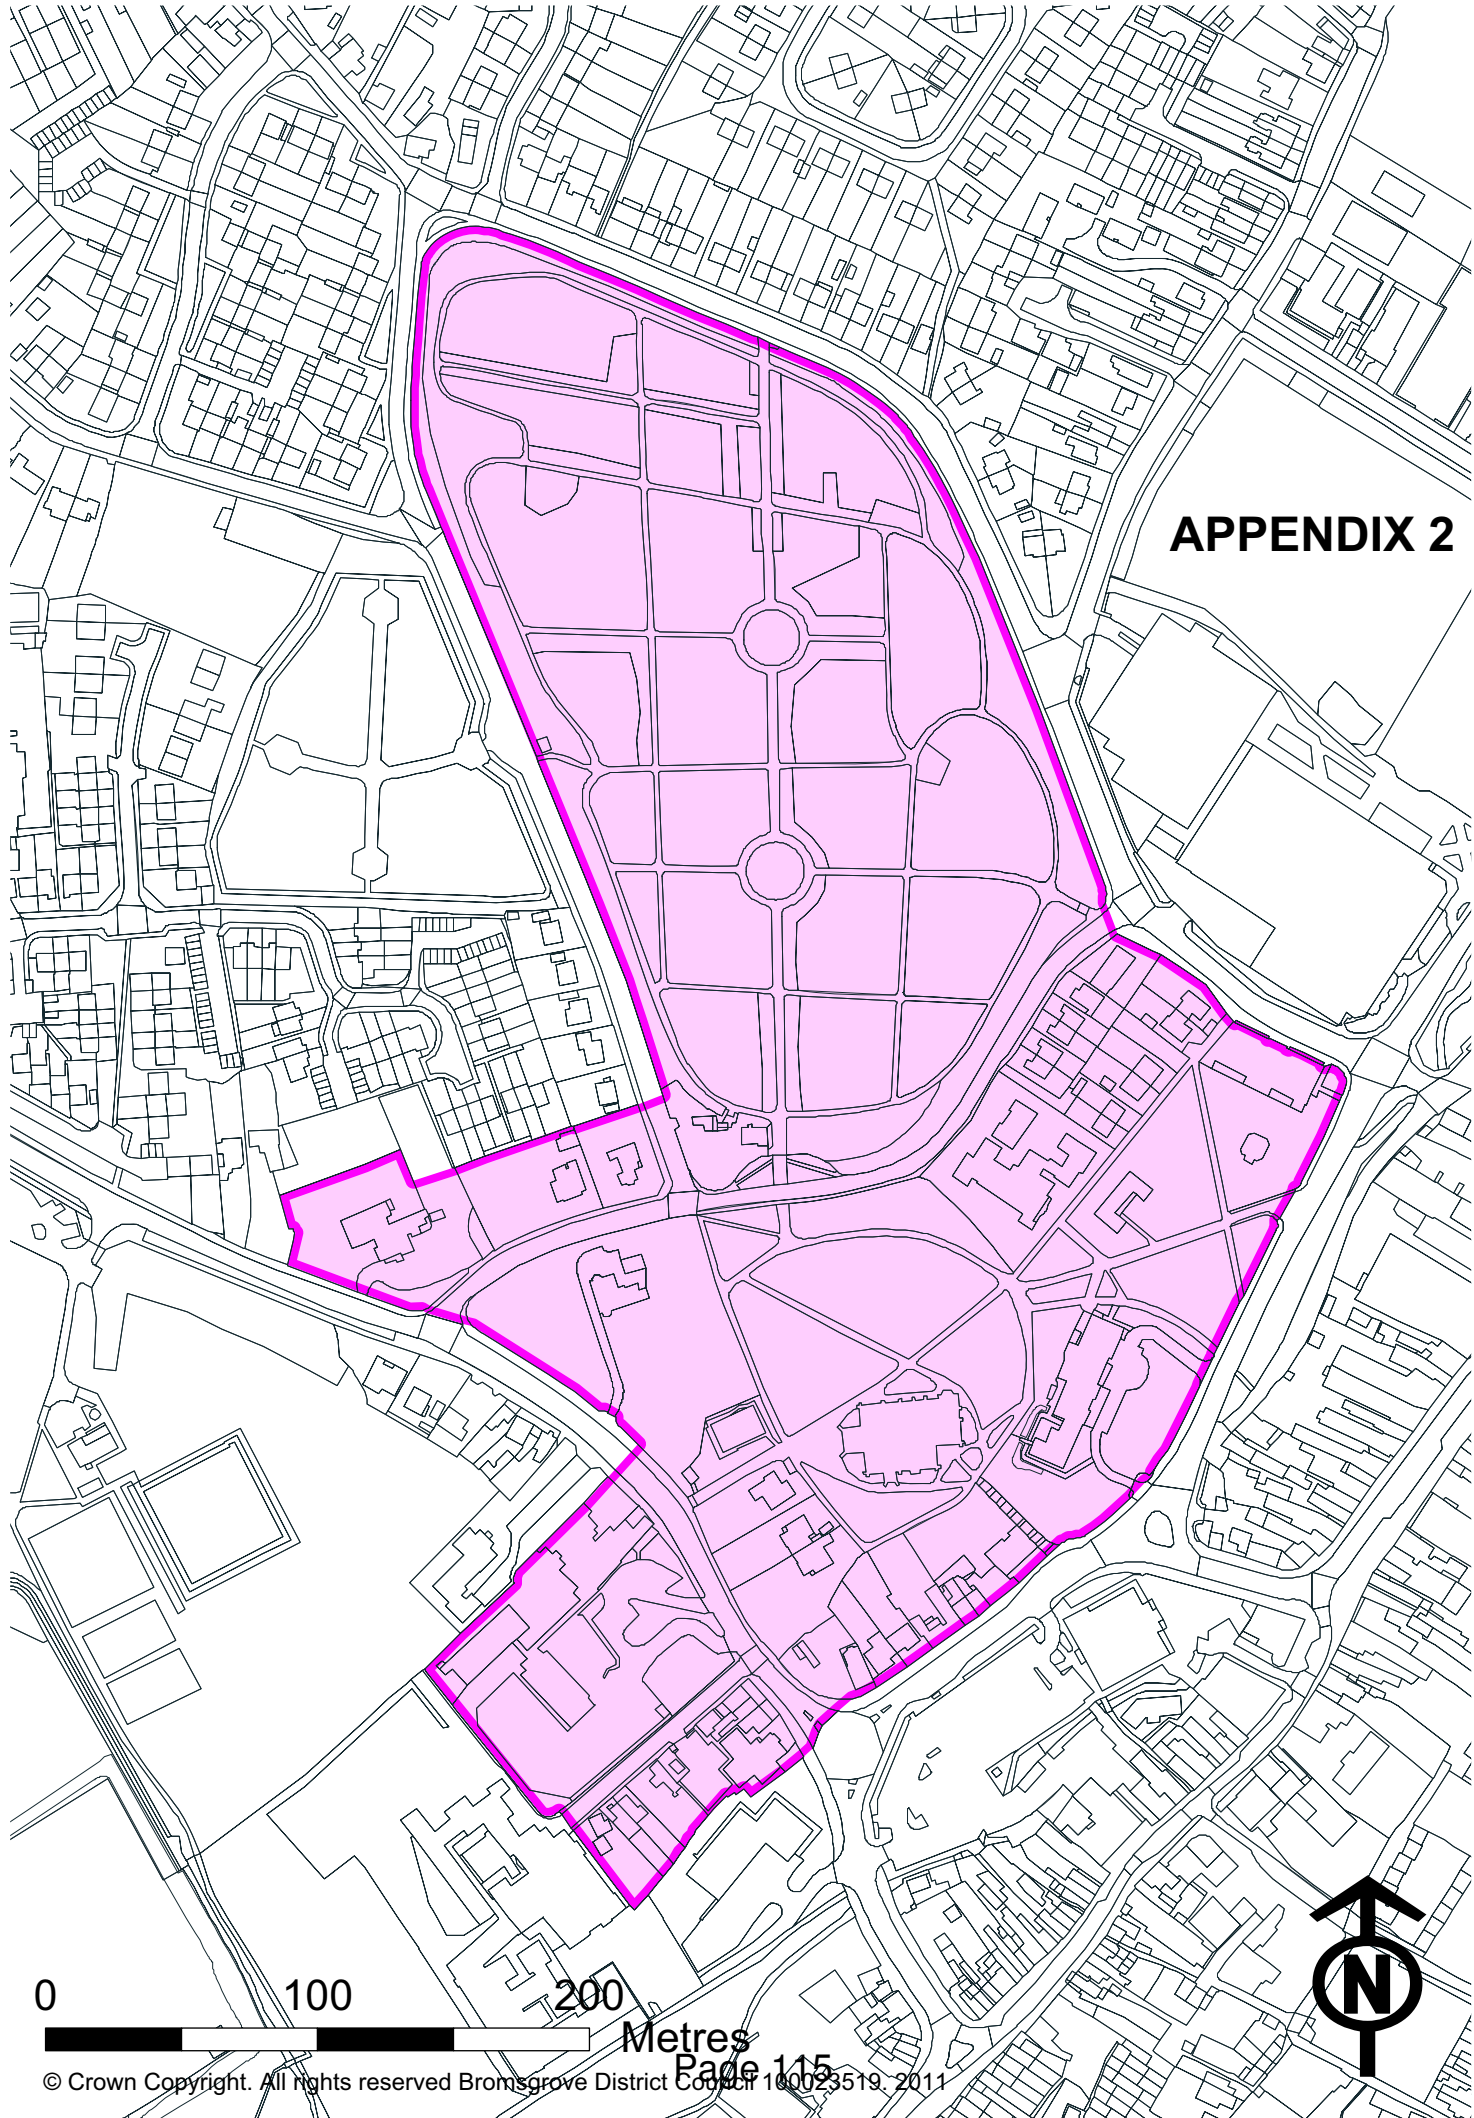 APPENDIX 2
N
0 100 200
Metres
Page 115
© Crown Copyright. All rights reserved Bromsgrove District Council 100023519. 2011